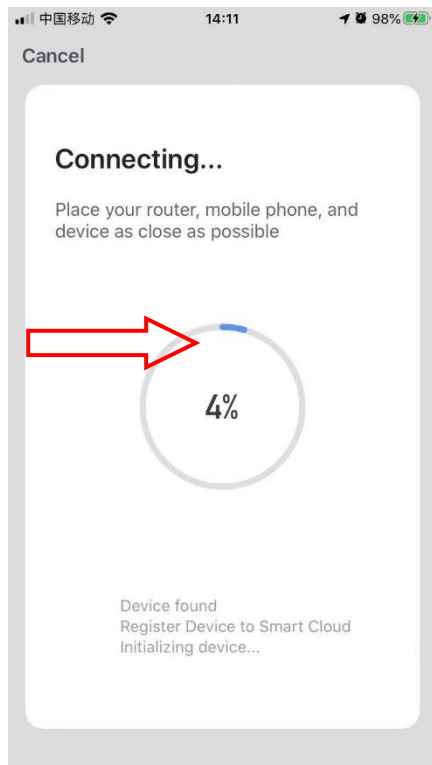 中国移动 14:11 98%
Cancel
Connecting...
Place your router, mobile phone, and
device as close as possible
4%
Device found
Register Device to Smart Cloud
Initializing device...